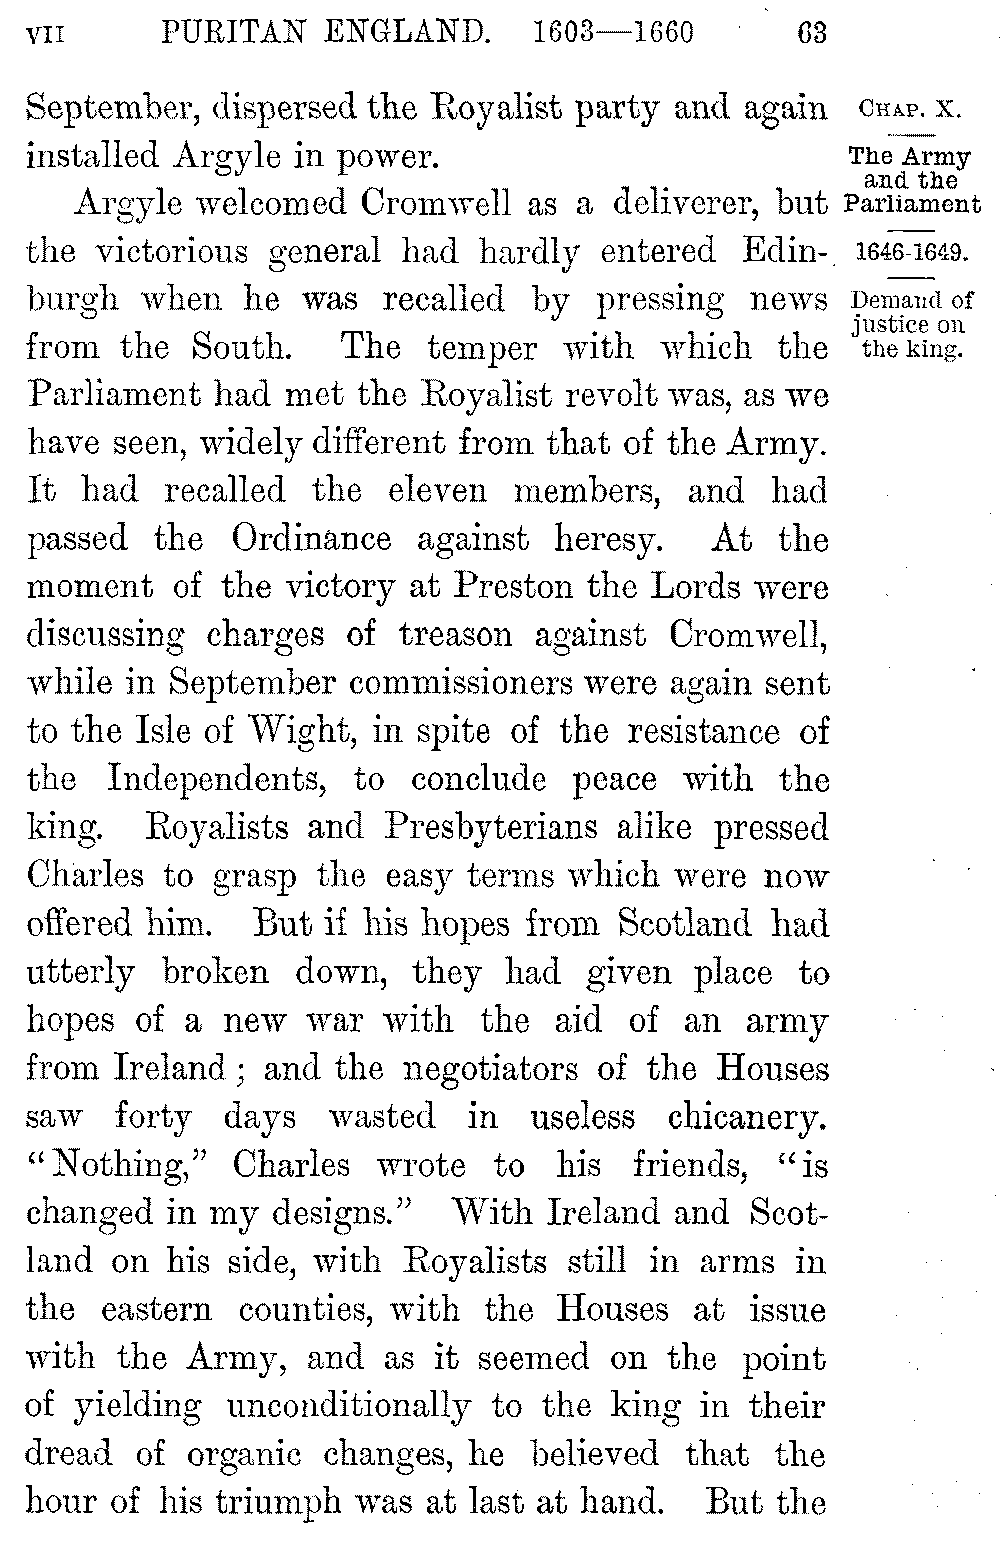 VII PURITAN ENGLAND. 1603—1660 63
September, dispersed the Royalist party and again
installed Argyle in power.
Argyle welcomed Cromwell as a deliverer, but
the victorious general had hardly entered Edin-
burgh when he was recalled by pressing news
from the South. The temper with which the
Parliament had met the Royalist revolt was, as we
have seen, widely different from that of the Army.
It had recalled the eleven members, and had
passed the Ordinance against heresy. At the
moment of the victory at Preston the Lords were
discussing charges of treason against Cromwell,
while in September commissioners were again sent
to the Isle of Wight, in spite of the resistance of
the Independents, to conclude peace with the
king. Royalists and Presbyterians alike pressed
Charles to grasp the easy terms which were now
offered him. But if his hopes from Scotland had
utterly broken down, they had given place to
hopes of a new war with the aid of an army
from Ireland ; and the negotiators of the Houses
saw forty days wasted in useless chicanery.
“Nothing,” Charles wrote to his friends, “is
changed in my designs.” With Ireland and Scot-
land on his side, with Royalists still in arms in
the eastern counties, with the Houses at issue
with the Army, and as it seemed on the point
of yielding unconditionally to the king in their
dread of organic changes, he believed that the
hour of his triumph was at last at hand. But the
CHAP. X.
The Army
and the
Parliament
1646-1649.
Demand of
justice on
the king.